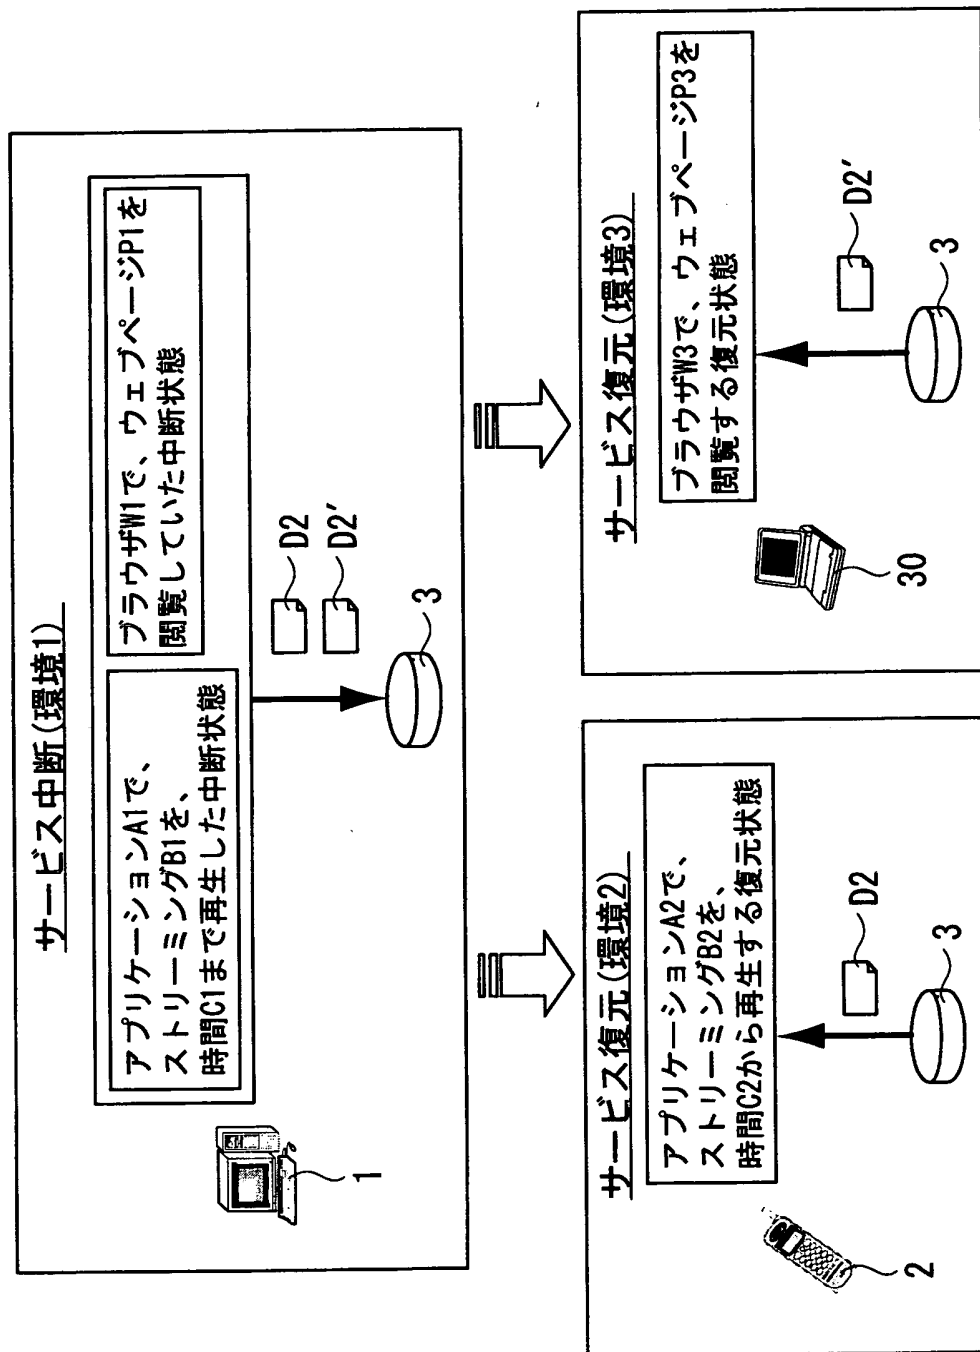 サービス中断(環境1)
アプリケーションA1で、
ストリーミングB1を、
時間C1まで再生した中断状態
ブラウザW1で、ウェブページP1を
閲覧していた中断状態
1
D2
D2′
3
サービス復元(環境2)
アプリケーションA2で、
ストリーミングB2を、
時間C2から再生する復元状態
2
D2
3
サービス復元(環境3)
ブラウザW3で、ウェブページP3を
閲覧する復元状態
30
D2′
3